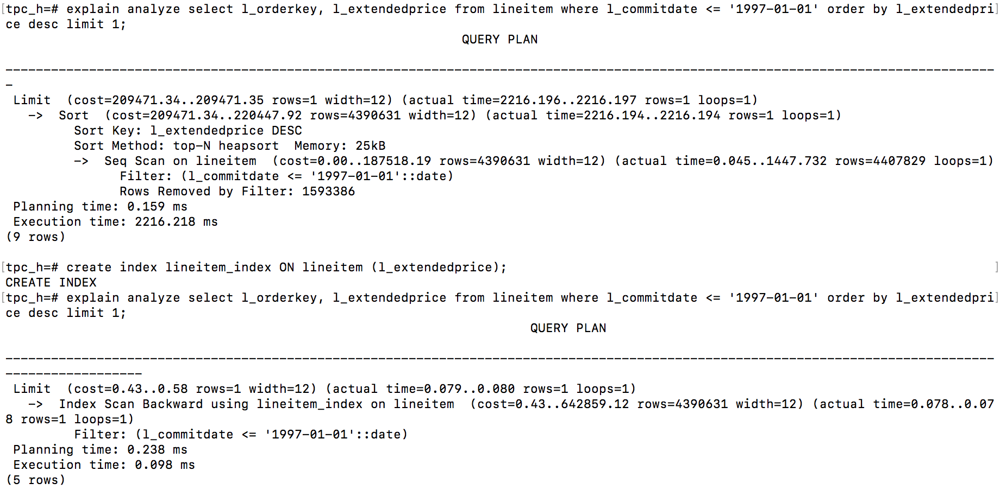 [tpc_h=# explain analyze select l_orderkey, l_extendedprice from lineitem where l_commitdate <= '1997-01-01' order by l_extendedpri]
ce desc limit 1;
QUERY PLAN
----------------------------------------------------------------------------------------------------------------------------------
-
Limit  (cost=209471.34..209471.35 rows=1 width=12) (actual time=2216.196..2216.197 rows=1 loops=1)
->  Sort  (cost=209471.34..220447.92 rows=4390631 width=12) (actual time=2216.194..2216.194 rows=1 loops=1)
Sort Key: l_extendedprice DESC
Sort Method: top-N heapsort  Memory: 25kB
->  Seq Scan on lineitem  (cost=0.00..187518.19 rows=4390631 width=12) (actual time=0.045..1447.732 rows=4407829 loops=1)
Filter: (l_commitdate <= '1997-01-01'::date)
Rows Removed by Filter: 1593386
Planning time: 0.159 ms
Execution time: 2216.218 ms
(9 rows)
[tpc_h=# create index lineitem_index ON lineitem (l_extendedprice); ]
CREATE INDEX
[tpc_h=# explain analyze select l_orderkey, l_extendedprice from lineitem where l_commitdate <= '1997-01-01' order by l_extendedpri]
ce desc limit 1;
QUERY PLAN
----------------------------------------------------------------------------------------------------------------------------------
------------------
Limit  (cost=0.43..0.58 rows=1 width=12) (actual time=0.079..0.080 rows=1 loops=1)
->  Index Scan Backward using lineitem_index on lineitem  (cost=0.43..642859.12 rows=4390631 width=12) (actual time=0.078..0.07
8 rows=1 loops=1)
Filter: (l_commitdate <= '1997-01-01'::date)
Planning time: 0.238 ms
Execution time: 0.098 ms
(5 rows)